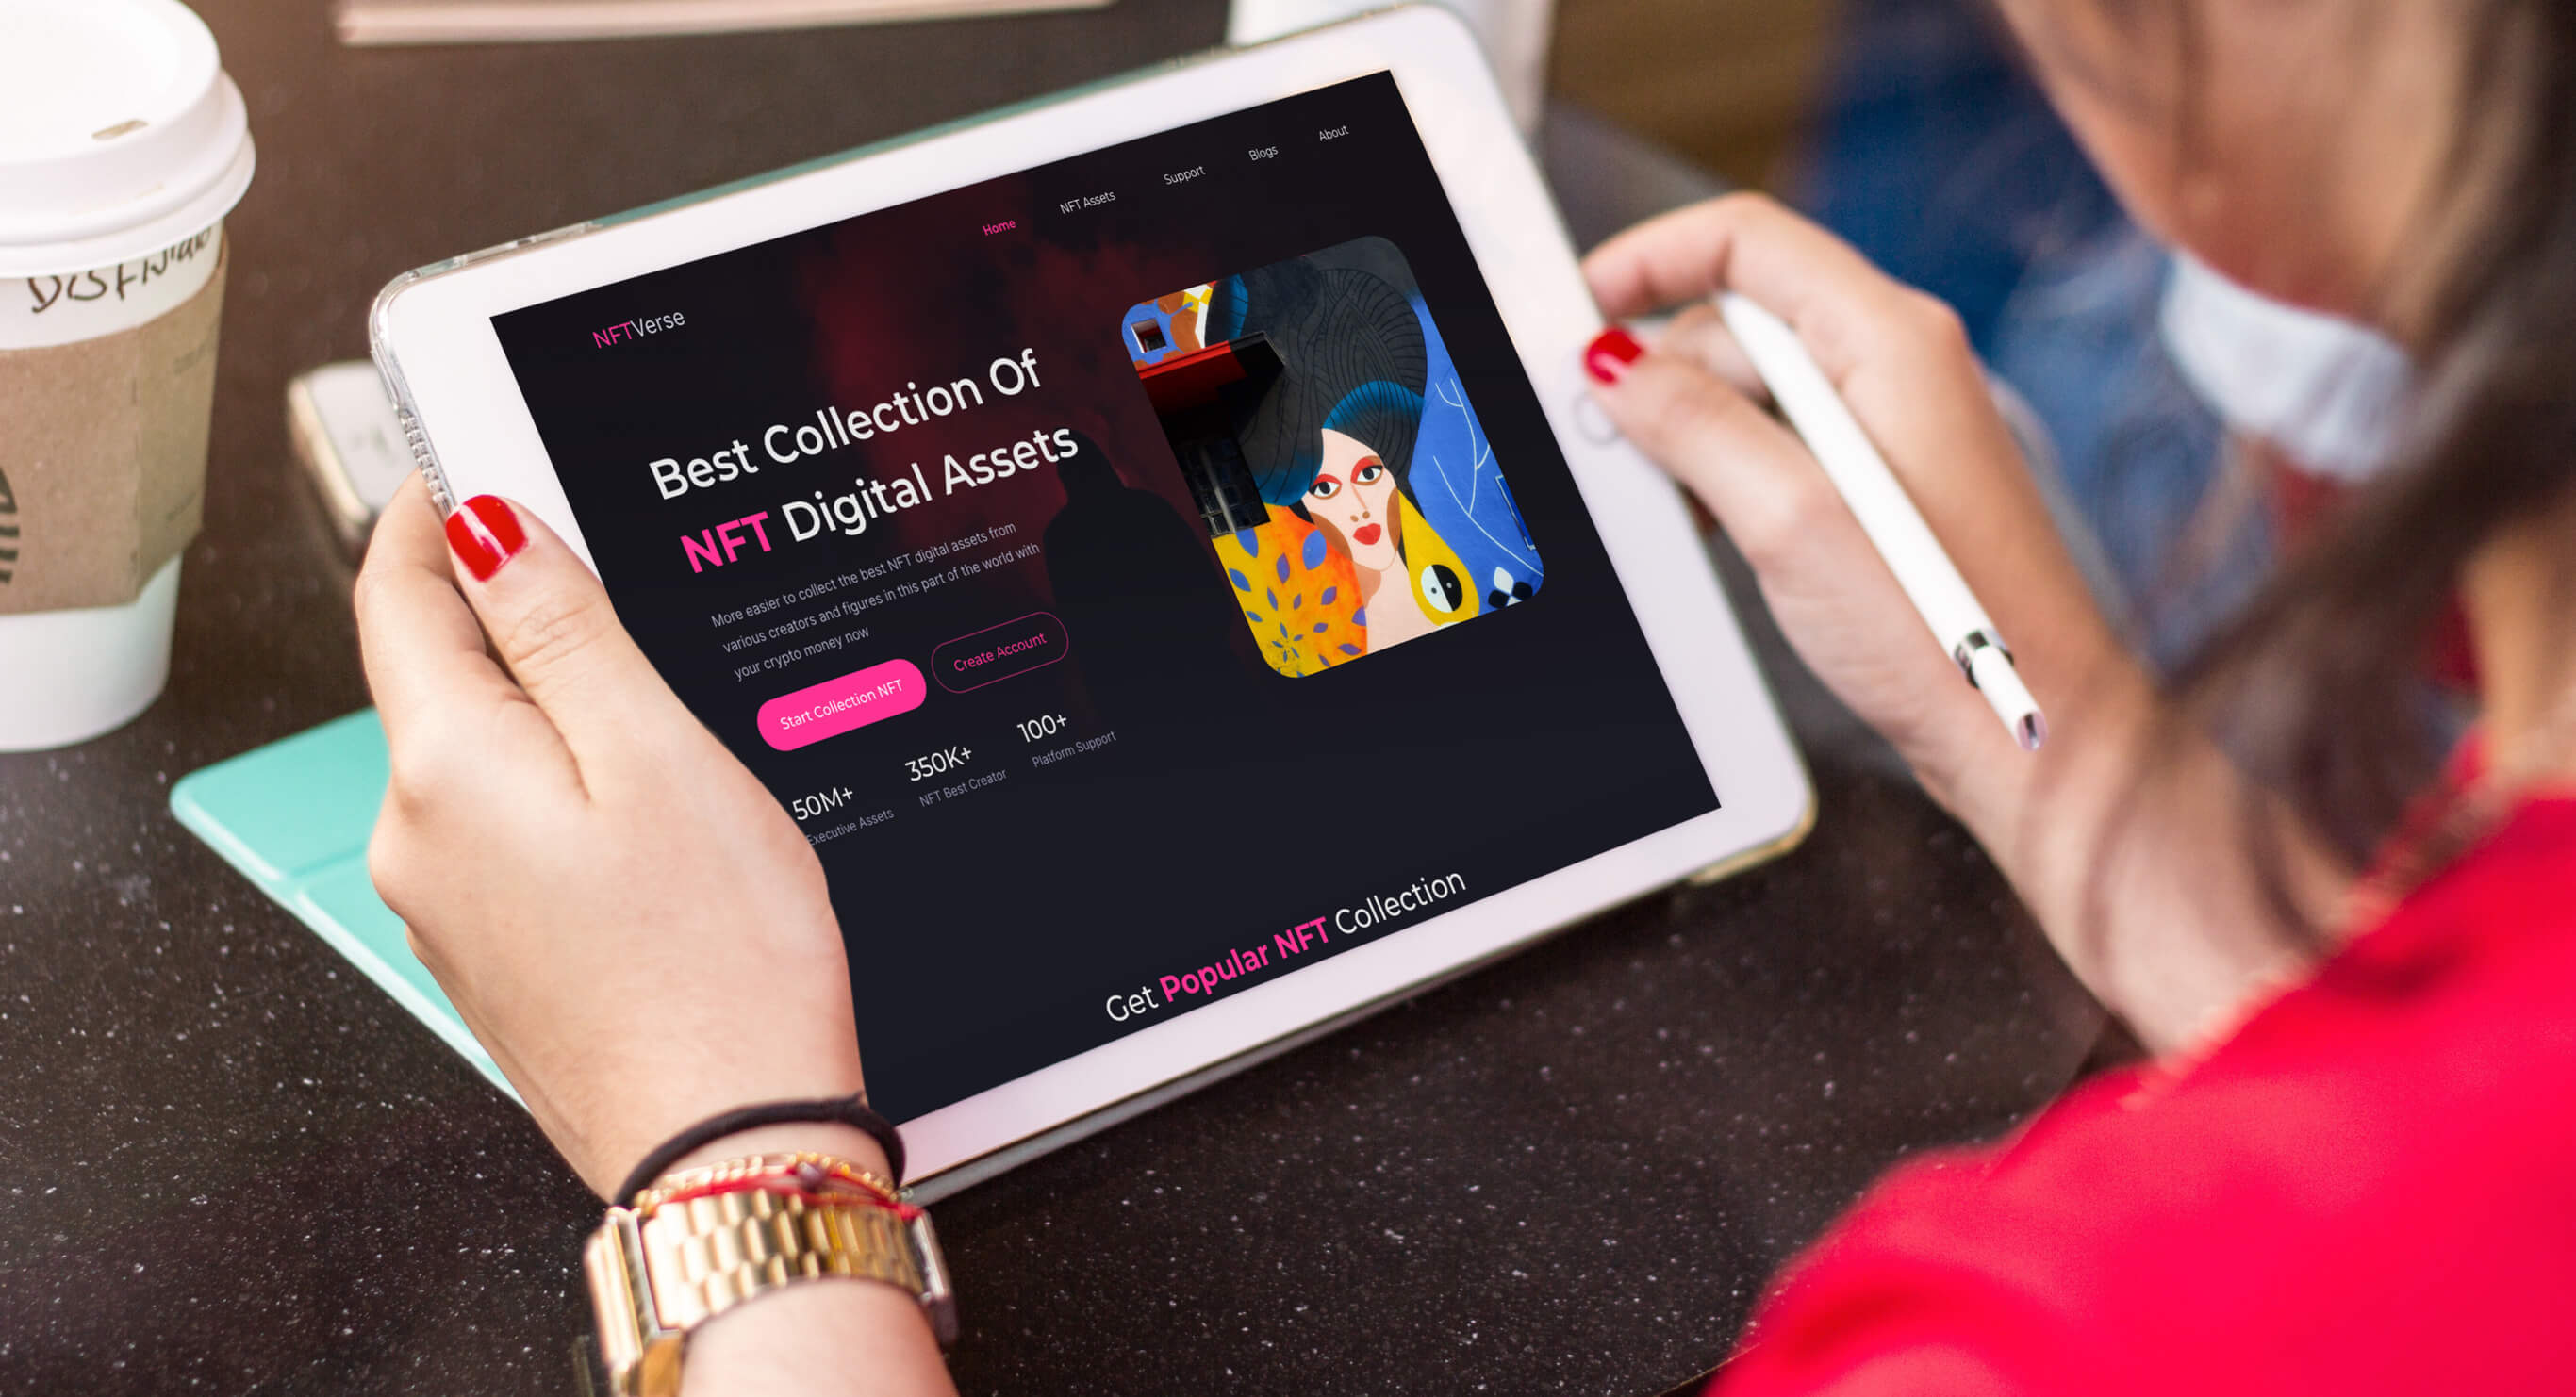 Home
NFT Assets
Support
Blogs
About
NFTVerse
Best Collection Of
NFT Digital Assets
More easier to collect the best NFT digital assets from
various creators and figures in this part of the world with
your crypto money now
Start Collection NFT
Create Account
50M+
Executive Assets
350K+
NFT Best Creator
100+
Platform Support
Get Popular NFT Collection